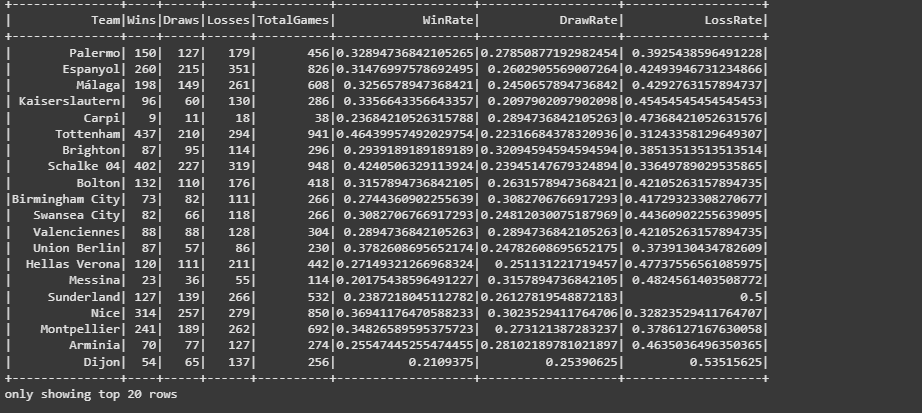 +---------------+----+-----+------+----------+-------------------+-------------------+-------------------+
|           Team|Wins|Draws|Losses|TotalGames|            WinRate|           DrawRate|           LossRate|
+---------------+----+-----+------+----------+-------------------+-------------------+-------------------+
|        Palermo| 150|  127|   179|       456|0.32894736842105265|0.27850877192982454| 0.3925438596491228|
|       Espanyol| 260|  215|   351|       826|0.31476997578692495| 0.2602905569007264|0.42493946731234866|
|         Málaga| 198|  149|   261|       608| 0.3256578947368421| 0.2450657894736842| 0.4292763157894737|
| Kaiserslautern|  96|   60|   130|       286| 0.3356643356643357| 0.2097902097902098|0.45454545454545453|
|          Carpi|   9|   11|    18|        38|0.23684210526315788| 0.2894736842105263|0.47368421052631576|
|      Tottenham| 437|  210|   294|       941|0.46439957492029754|0.22316684378320936|0.31243358129649307|
|       Brighton|  87|   95|   114|       296| 0.2939189189189189|0.32094594594594594|0.38513513513513514|
|     Schalke 04| 402|  227|   319|       948| 0.4240506329113924|0.23945147679324894|0.33649789029535865|
|         Bolton| 132|  110|   176|       418| 0.3157894736842105| 0.2631578947368421|0.42105263157894735|
|Birmingham City|  73|   82|   111|       266| 0.2744360902255639| 0.3082706766917293|0.41729323308270677|
|   Swansea City|  82|   66|   118|       266| 0.3082706766917293|0.24812030075187969|0.44360902255639095|
|   Valenciennes|  88|   88|   128|       304| 0.2894736842105263| 0.2894736842105263|0.42105263157894735|
|   Union Berlin|  87|   57|    86|       230| 0.3782608695652174|0.24782608695652175| 0.3739130434782609|
|  Hellas Verona| 120|  111|   211|       442|0.27149321266968324|  0.251131221719457|0.47737556561085975|
|        Messina|  23|   36|    55|       114|0.20175438596491227| 0.3157894736842105|0.48245614035087720|
|     Sunderland| 127|  139|   266|       532| 0.2387218045112782|0.26127819548872183|                0.5|
|           Nice| 314|  257|   279|       850|0.36941176470588233| 0.3023529411764706|0.32823529411764707|
|    Montpellier| 241|  189|   262|       692|0.34826589595375723|  0.273121387283237| 0.3786127167630058|
|       Arminia|  70|   77|   127|       274|0.25547445255474455|0.28102189781021897| 0.4635036496350365|
|          Dijon|  54|   65|   137|       256|          0.2109375|         0.25390625|         0.53515625|
+---------------+----+-----+------+----------+-------------------+-------------------+-------------------+
only showing top 20 rows